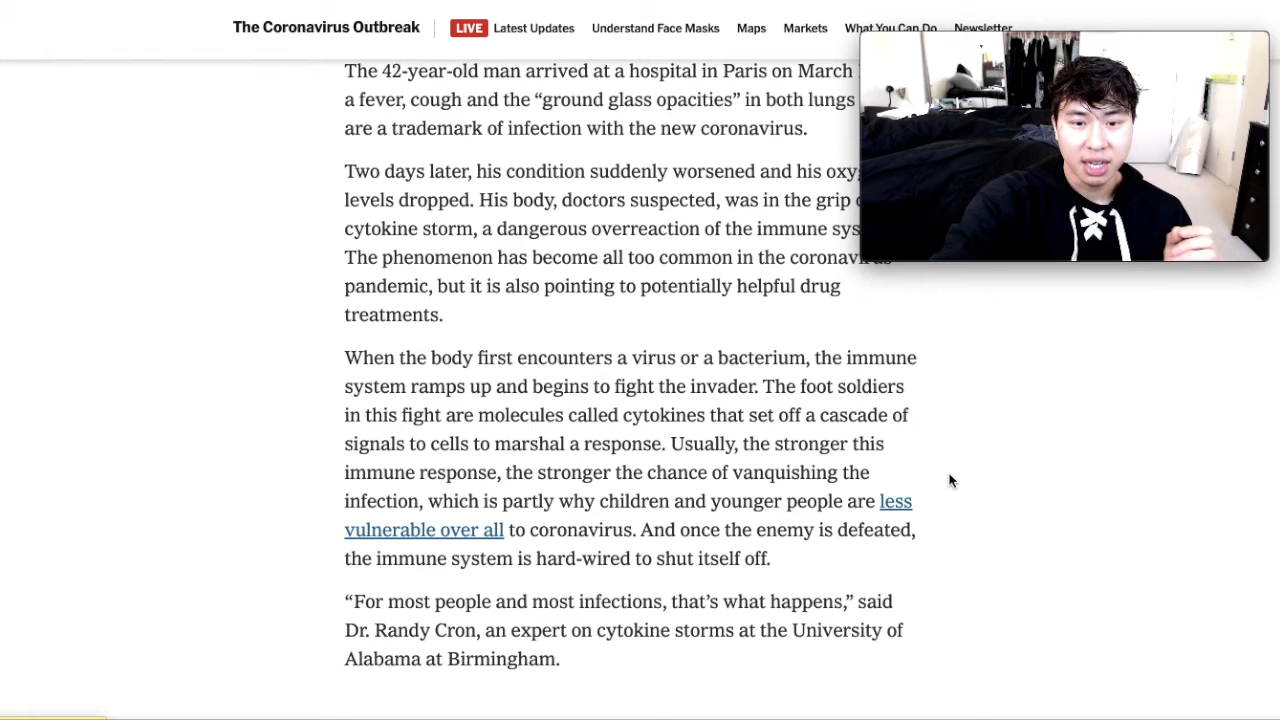 The Coronavirus Outbreak LIVE Latest Updates Understand Face Masks Maps Markets What You Can Do Newsletter
The 42-year-old man arrived at a hospital in Paris on March
a fever, cough and the “ground glass opacities” in both lungs
are a trademark of infection with the new coronavirus.
Two days later, his condition suddenly worsened and his
levels dropped. His body, doctors suspected, was in the grip
cytokine storm, a dangerous overreaction of the immune
The phenomenon has become all too common in the coronavirus
pandemic, but it is also pointing to potentially helpful drug
treatments.
When the body first encounters a virus or a bacterium, the immune
system ramps up and begins to fight the invader. The foot soldiers
in this fight are molecules called cytokines that set off a cascade of
signals to cells to marshal a response. Usually, the stronger this
immune response, the stronger the chance of vanquishing the
infection, which is partly why children and younger people are less
vulnerable over all to coronavirus. And once the enemy is defeated,
the immune system is hard-wired to shut itself off.
“For most people and most infections, that’s what happens,” said
Dr. Randy Cron, an expert on cytokine storms at the University of
Alabama at Birmingham.